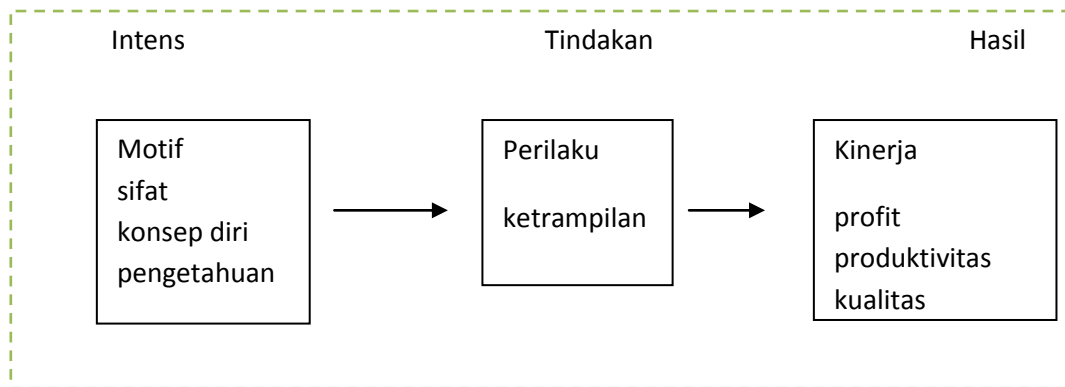 Intens Tindakan Hasil
Motif
sifat
konsep diri
pengetahuan
Perilaku
ketrampilan
Kinerja
profit
produktivitas
kualitas